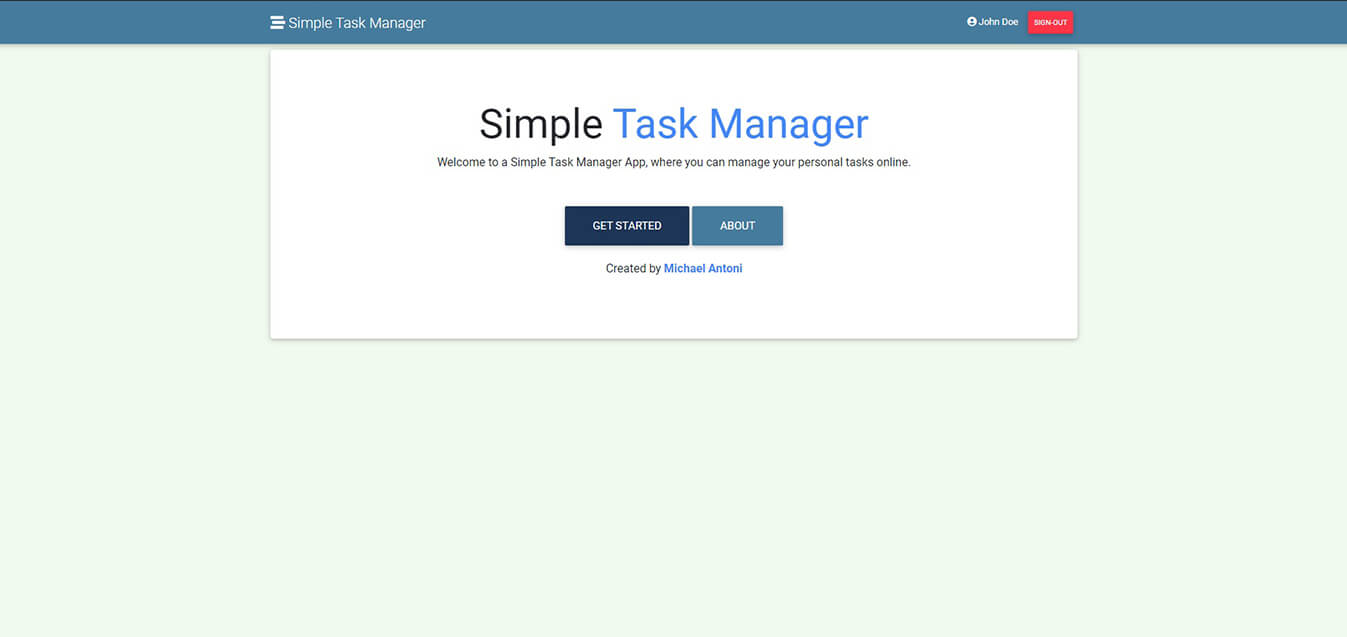 Simple Task Manager
John Doe
SIGN-OUT
Simple Task Manager
Welcome to a Simple Task Manager App, where you can manage your personal tasks online.
GET STARTED
ABOUT
Created by Michael Antoni